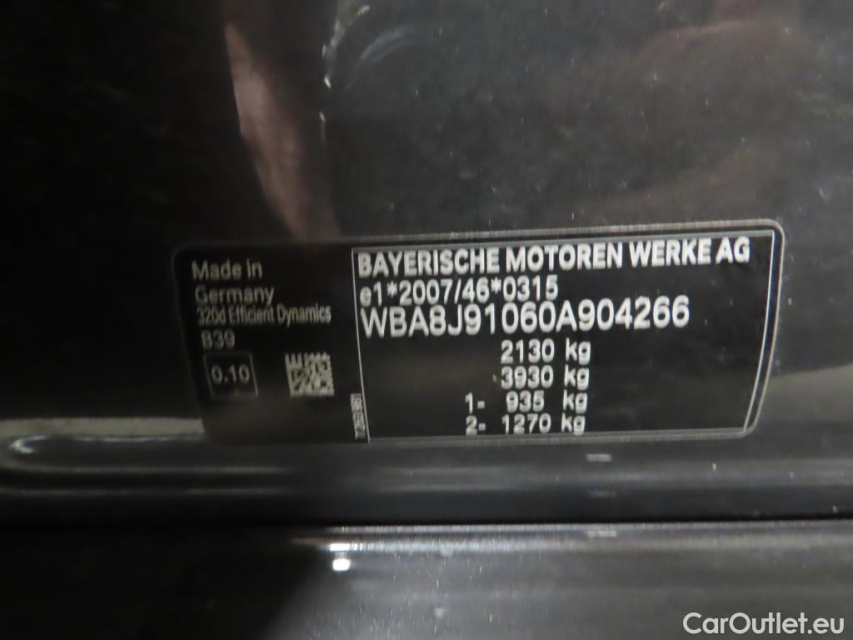 Made in
Germany
320d Efficient Dynamics
B39
0.10
BAYERISCHE MOTOREN WERKE AG
e1*2007/46*0315
WBA8J91060A904266
2130 kg
3930 kg
1- 935 kg
2- 1270 kg
CarOutlet.eu